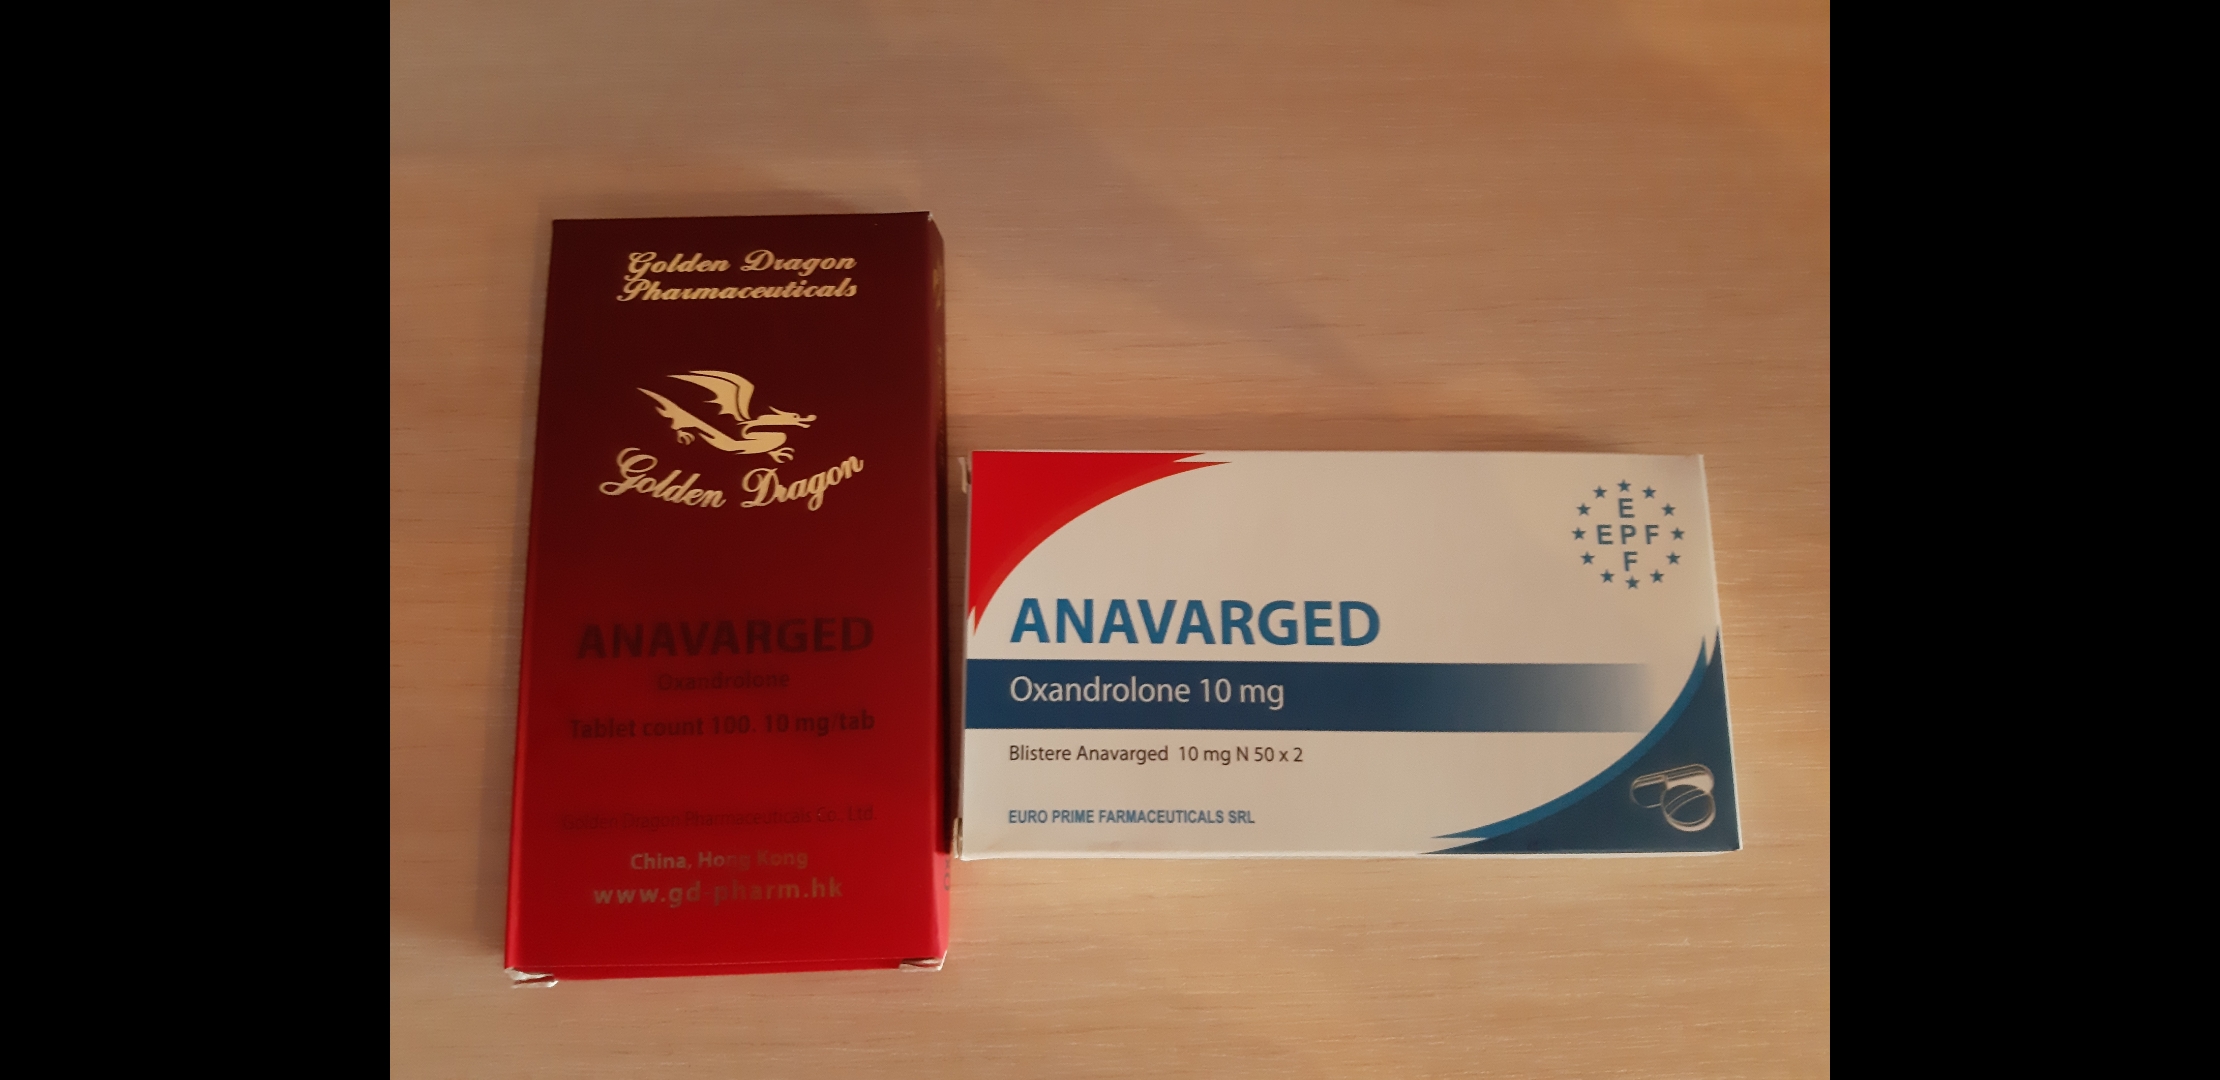 Golden Dragon
Pharmaceuticals
Golden Dragon
ANAVARGED
Oxandrolone
Tablet count 100. 10 mg/tab
Golden Dragon Pharmaceuticals Co., Ltd.
China, Hong Kong
www.gd-pharm.hk
E
EPF
F
ANAVARGED
Oxandrolone 10 mg
Blistere Anavarged 10 mg N 50 x 2
EURO PRIME FARMACEUTICALS SRL